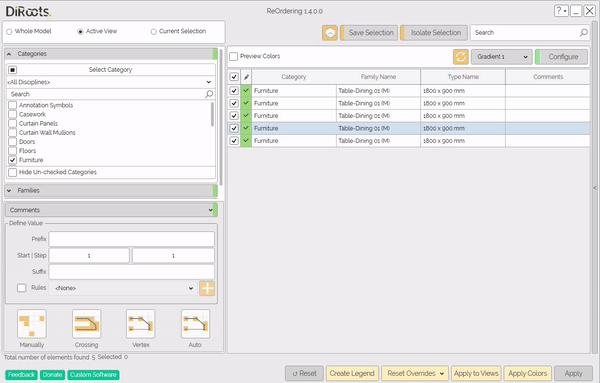 DiRoots.
ReOrdering 1.4.0.0
?
Whole Model
Active View
Current Selection
Save Selection
Isolate Selection
Search
Categories
Select Category
<All Disciplines>
Search
Annotation Symbols
Casework
Curtain Panels
Curtain Wall Mullions
Doors
Floors
Furniture
Hide Un-checked Categories
Families
Comments
Define Value
Prefix
Start | Step 1 1
Suffix
Rules <None>
Manually
Crossing
Vertex
Auto
Preview Colors
Gradient 1
Configure
Category Family Name Type Name Comments
Furniture Table-Dining 01 (M) 1800 x 900 mm
Furniture Table-Dining 01 (M) 1800 x 900 mm
Furniture Table-Dining 01 (M) 1800 x 900 mm
Furniture Table-Dining 01 (M) 1800 x 900 mm
Furniture Table-Dining 01 (M) 1800 x 900 mm
Total number of elements found 5 Selected 0
Feedback
Donate
Custom Software
Reset
Create Legend
Reset Overrides
Apply to Views
Apply Colors
Apply